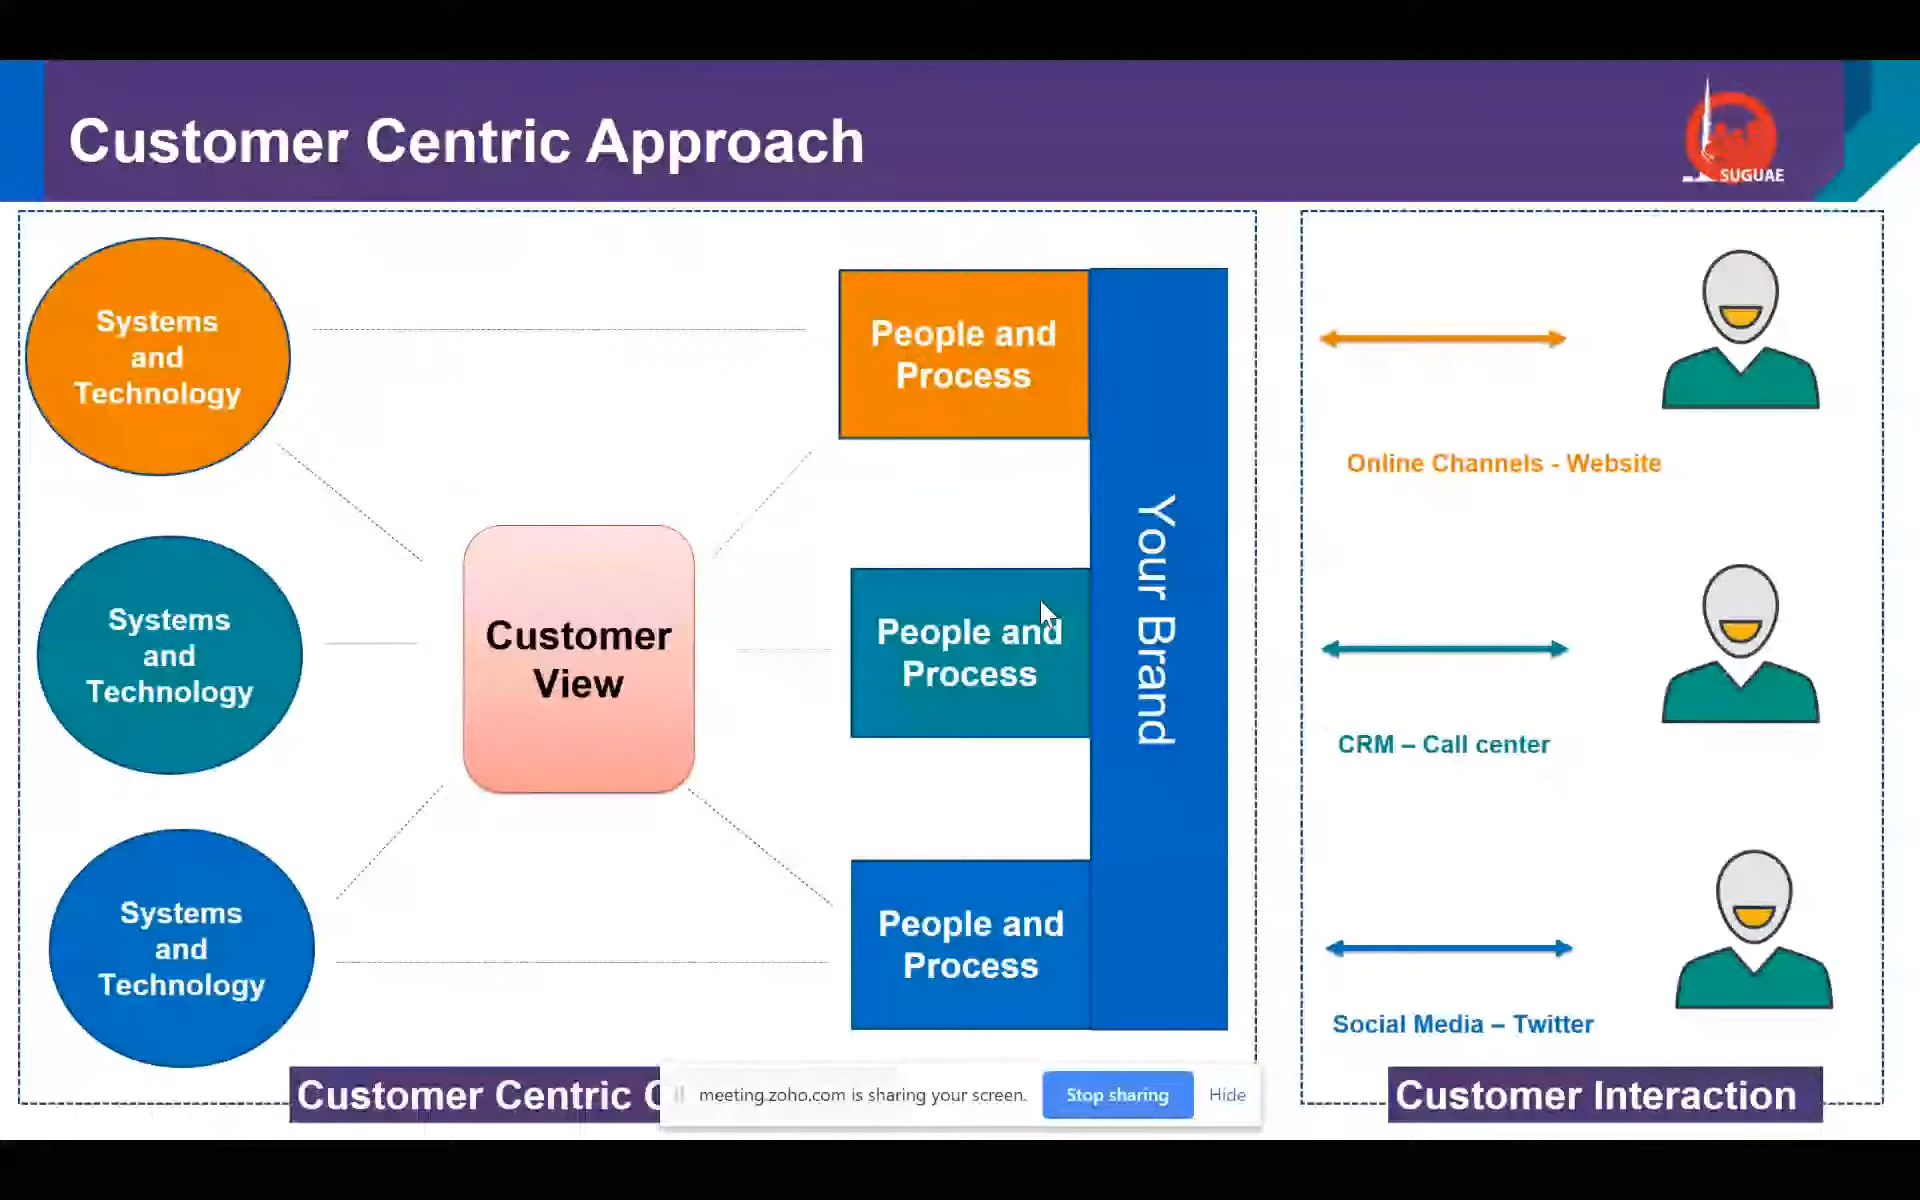 Customer Centric Approach
SUGUAE
Systems
and
Technology
People and
Process
Online Channels - Website
Customer
View
Your Brand
Systems
and
Technology
People and
Process
CRM – Call center
Systems
and
Technology
People and
Process
Social Media – Twitter
Customer Centric
meeting.zoho.com is sharing your screen.
Stop sharing
Hide
Customer Interaction